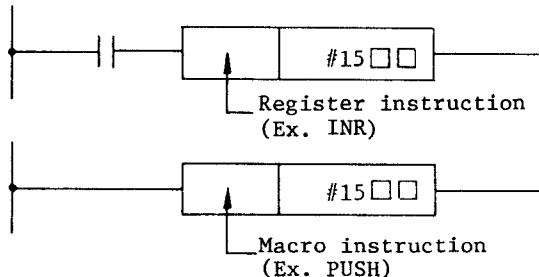 #15□□
Register instruction
(Ex. INR)
#15□□
Macro instruction
(Ex. PUSH)